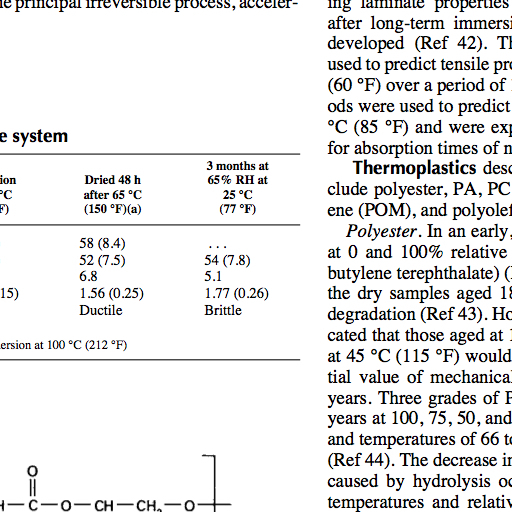 he principal irreversible process, acceler-
e system
ion
°C
F)
Dried 48 h
after 65 °C
(150 °F)(a)
3 months at
65% RH at
25 °C
(77 °F)
58 (8.4) ...
52 (7.5) 54 (7.8)
6.8 5.1
15) 1.56 (0.25) 1.77 (0.26)
Ductile Brittle
ersion at 100 °C (212 °F)
O
C—O—CH—CH2—O
ing laminate properties
after long-term immersi
developed (Ref 42). Th
used to predict tensile pro
(60 °F) over a period of
ods were used to predict
°C (85 °F) and were exp
for absorption times of n
Thermoplastics desc
clude polyester, PA, PC
ene (POM), and polyolef
Polyester. In an early,
at 0 and 100% relative
butylene terephthalate) (
the dry samples aged 18
degradation (Ref 43). Ho
cated that those aged at 1
at 45 °C (115 °F) would
tial value of mechanical
years. Three grades of P
years at 100, 75, 50, and
and temperatures of 66 to
(Ref 44). The decrease in
caused by hydrolysis oc
temperatures and relativ